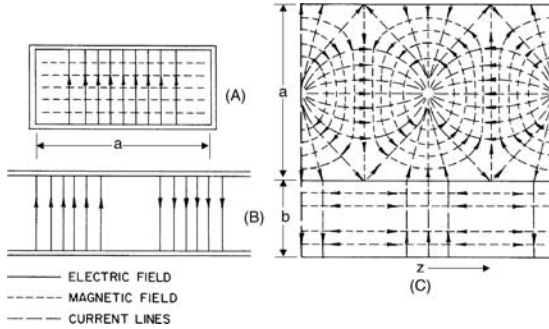 (A)
a
(B)
ELECTRIC FIELD
MAGNETIC FIELD
CURRENT LINES
a
b
z
(C)